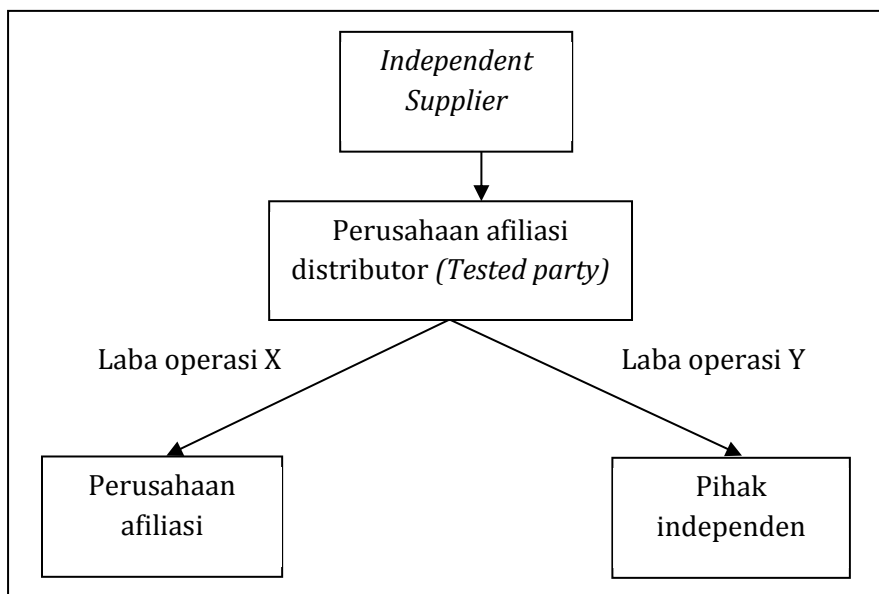 Independent
Supplier
Perusahaan afiliasi
distributor (Tested party)
Laba operasi X
Laba operasi Y
Perusahaan
afiliasi
Pihak
independen